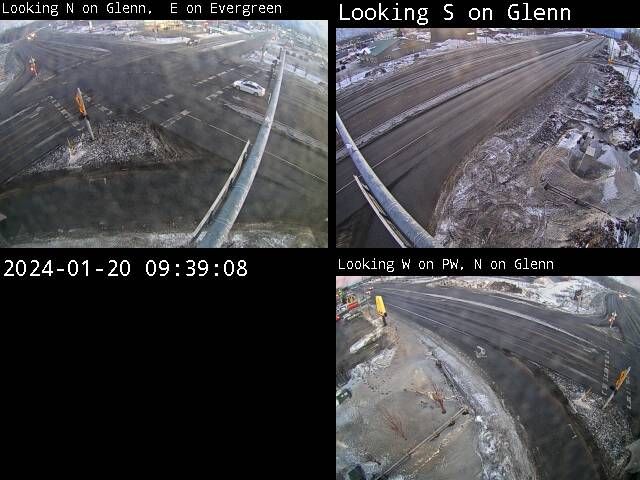 Looking N on Glenn, E on Evergreen
Looking S on Glenn
2024-01-20 09:39:08
Looking W on PW, N on Glenn